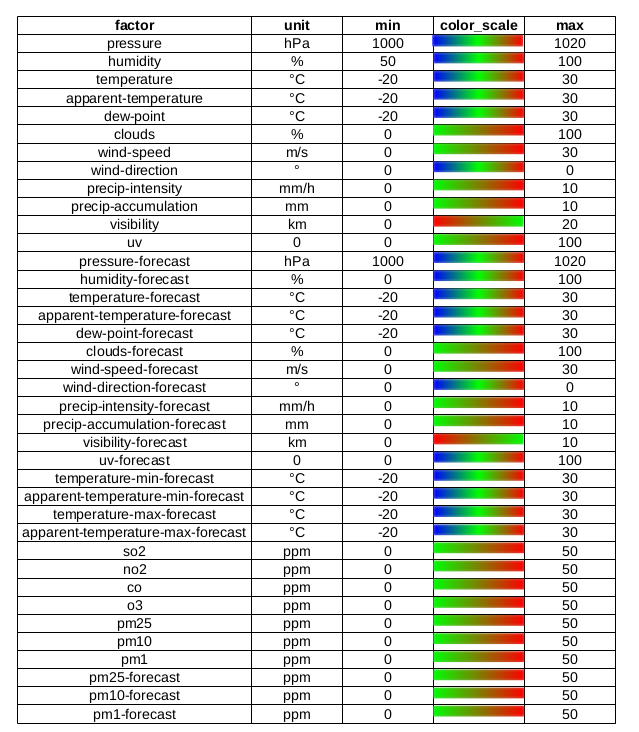 factor unit min color_scale max
pressure hPa 1000 1020
humidity % 50 100
temperature °C -20 30
apparent-temperature °C -20 30
dew-point °C -20 30
clouds % 0 100
wind-speed m/s 0 30
wind-direction ° 0 0
precip-intensity mm/h 0 10
precip-accumulation mm 0 10
visibility km 0 20
uv 0 0 100
pressure-forecast hPa 1000 1020
humidity-forecast % 0 100
temperature-forecast °C -20 30
apparent-temperature-forecast °C -20 30
dew-point-forecast °C -20 30
clouds-forecast % 0 100
wind-speed-forecast m/s 0 30
wind-direction-forecast ° 0 0
precip-intensity-forecast mm/h 0 10
precip-accumulation-forecast mm 0 10
visibility-forecast km 0 10
uv-forecast 0 0 100
temperature-min-forecast °C -20 30
apparent-temperature-min-forecast °C -20 30
temperature-max-forecast °C -20 30
apparent-temperature-max-forecast °C -20 30
so2 ppm 0 50
no2 ppm 0 50
co ppm 0 50
o3 ppm 0 50
pm25 ppm 0 50
pm10 ppm 0 50
pm1 ppm 0 50
pm25-forecast ppm 0 50
pm10-forecast ppm 0 50
pm1-forecast ppm 0 50